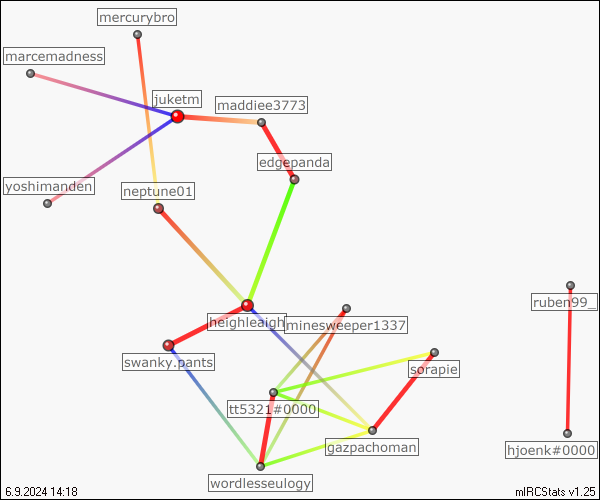 mercurybro
marcemadness
juketm
maddiee3773
edgepanda
yoshimanden
neptune01
ruben99_
heighleaigh
minesweeper1337
swanky.pants
sorapie
tt5321#0000
gazpachoman
hjoenk#0000
wordlesseulogy
6.9.2024 14:18
mIRCStats v1.25